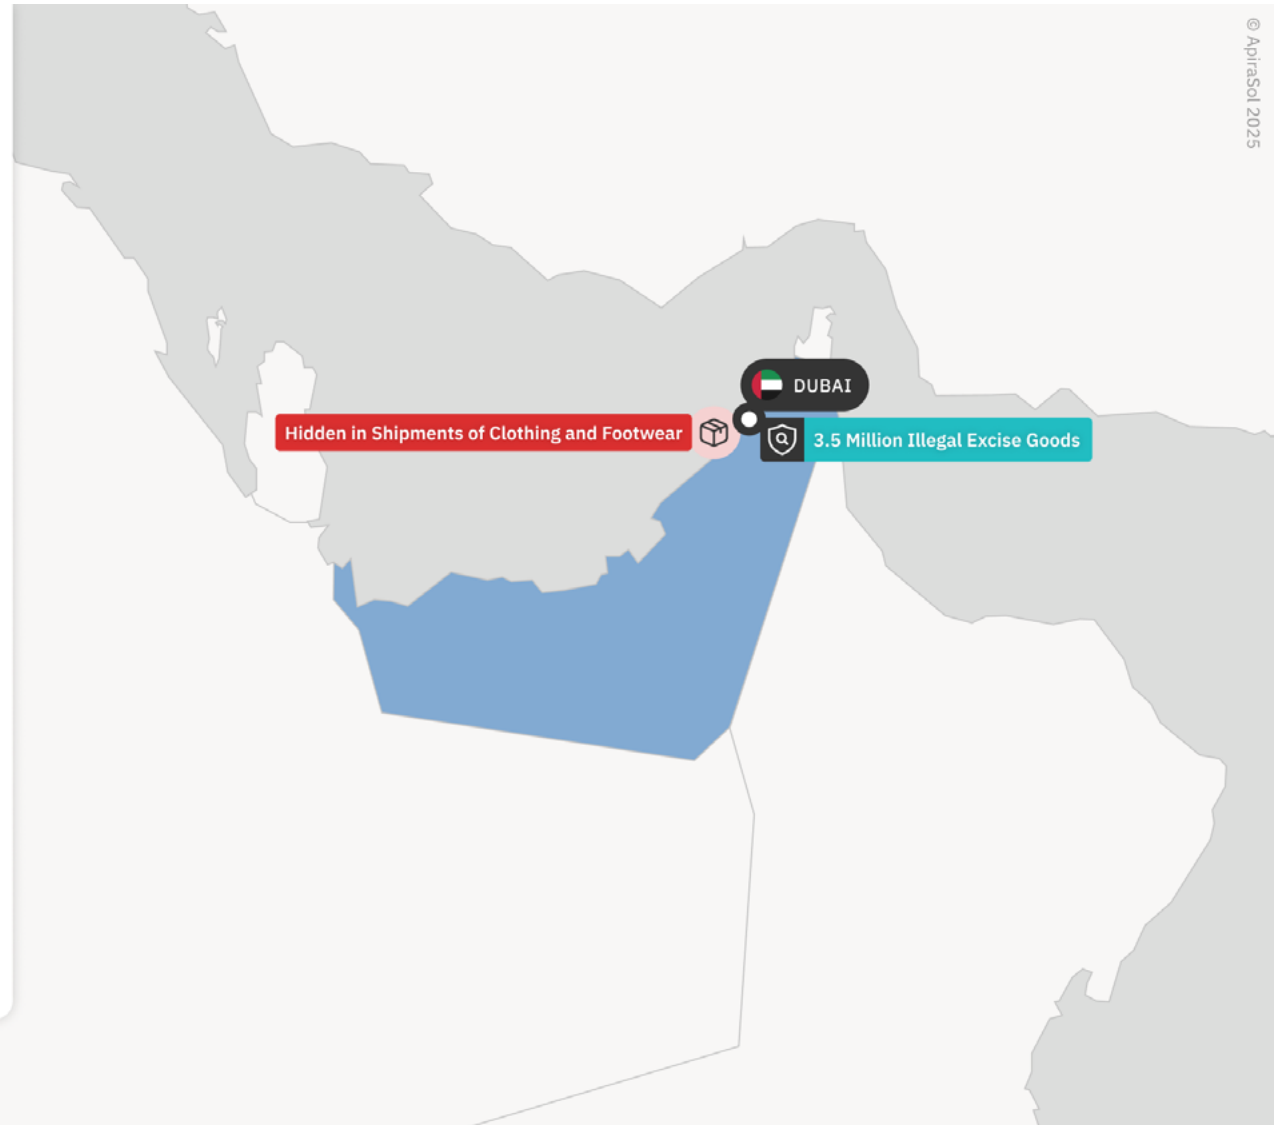 © ApiraSol 2025
DUBAI
Hidden in Shipments of Clothing and Footwear
3.5 Million Illegal Excise Goods